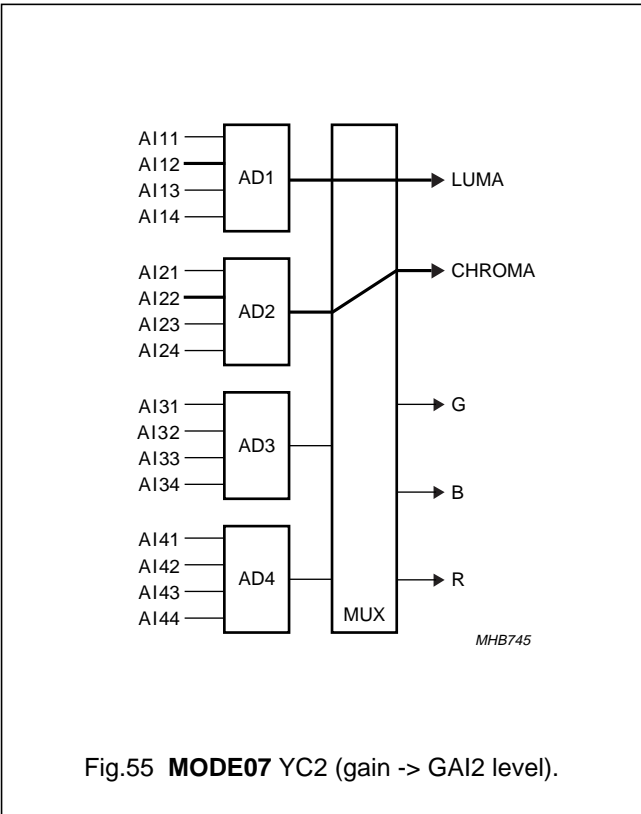 AI11
AI12
AI13
AI14
AD1
LUMA
AI21
AI22
AI23
AI24
AD2
CHROMA
AI31
AI32
AI33
AI34
AD3
G
B
AI41
AI42
AI43
AI44
AD4
R
MUX
MHB745
Fig.55 MODE07 YC2 (gain -> GAI2 level).